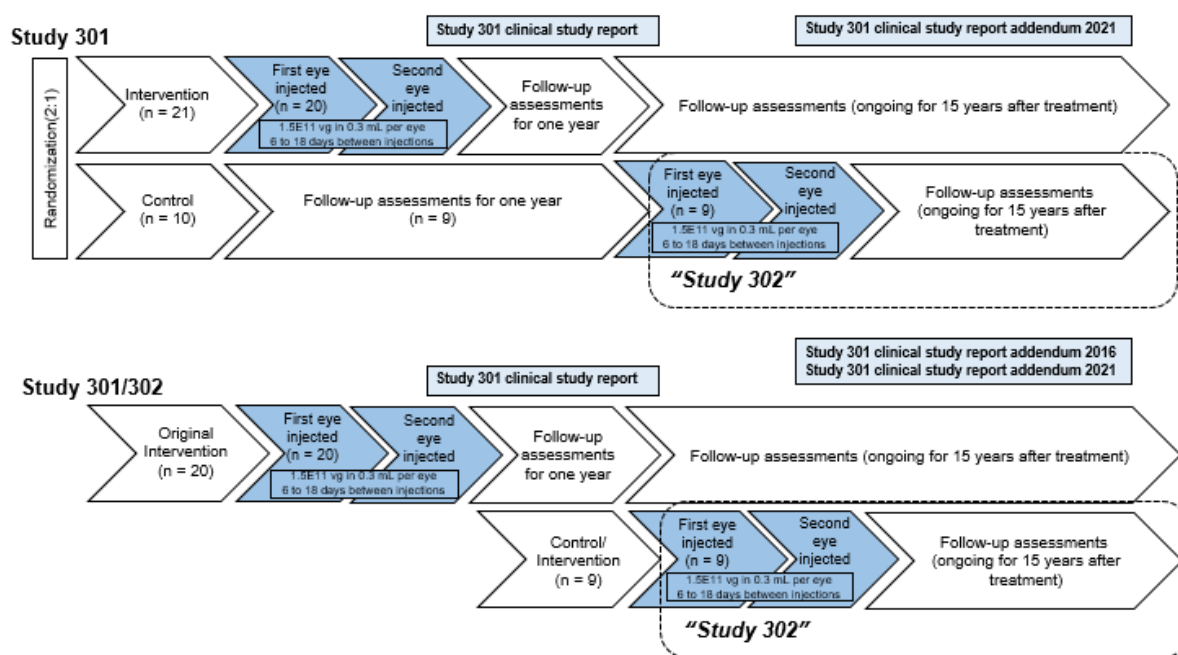 Study 301
Study 301 clinical study report
Study 301 clinical study report addendum 2021
Randomization(2:1)
Intervention
(n = 21)
First eye
injected
(n = 20)
Second
eye
injected
1.5E11 vg in 0.3 mL per eye
6 to 18 days between injections
Follow-up
assessments
for one year
Follow-up assessments (ongoing for 15 years after treatment)
Control
(n = 10)
Follow-up assessments for one year
(n = 9)
First eye
injected
(n = 9)
Second
eye
injected
1.5E11 vg in 0.3 mL per eye
6 to 18 days between injections
Follow-up assessments
(ongoing for 15 years after
treatment)
“Study 302”
Study 301/302
Study 301 clinical study report
Study 301 clinical study report addendum 2016
Study 301 clinical study report addendum 2021
Original
Intervention
(n = 20)
First eye
injected
(n = 20)
Second
eye
injected
1.5E11 vg in 0.3 mL per eye
6 to 18 days between injections
Follow-up
assessments
for one year
Follow-up assessments (ongoing for 15 years after treatment)
Control/
Intervention
(n = 9)
First eye
injected
(n = 9)
Second
eye
injected
1.5E11 vg in 0.3 mL per eye
6 to 18 days between injections
Follow-up assessments
(ongoing for 15 years after
treatment)
“Study 302”